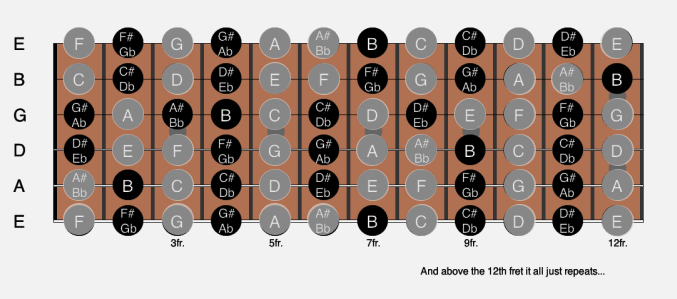 E F F# Gb G G# Ab A A# Bb B C C# Db D D# Eb E
B C C# Db D D# Eb E F F# Gb G G# Ab A A# Bb B
G G# Ab A A# Bb B C C# Db D D# Eb E F F# Gb G
D D# Eb E F F# Gb G G# Ab A A# Bb B C C# Db D
A A# Bb B C C# Db D D# Eb E F F# Gb G G# Ab A
E F F# Gb G G# Ab A A# Bb B C C# Db D D# Eb E
3fr. 5fr. 7fr. 9fr. 12fr.
And above the 12th fret it all just repeats...